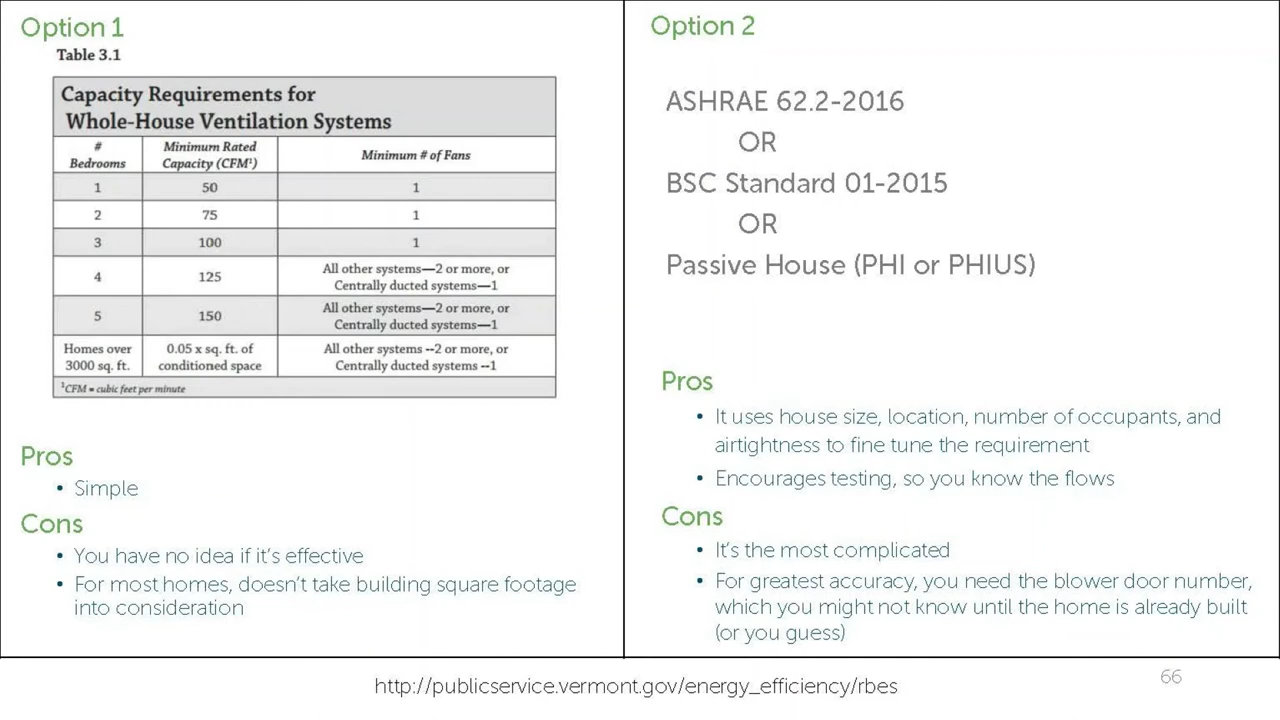 Option 1
Table 3.1
Capacity Requirements for
Whole-House Ventilation Systems
# Bedrooms | Minimum Rated Capacity (CFM¹) | Minimum # of Fans
1 | 50 | 1
2 | 75 | 1
3 | 100 | 1
4 | 125 | All other systems—2 or more, or Centrally ducted systems—1
5 | 150 | All other systems—2 or more, or Centrally ducted systems—1
Homes over 3000 sq. ft. | 0.05 x sq. ft. of conditioned space | All other systems --2 or more, or Centrally ducted systems --1
¹CFM = cubic feet per minute
Pros
• Simple
Cons
• You have no idea if it's effective
• For most homes, doesn't take building square footage
into consideration
Option 2
ASHRAE 62.2-2016
OR
BSC Standard 01-2015
OR
Passive House (PHI or PHIUS)
Pros
• It uses house size, location, number of occupants, and
airtightness to fine tune the requirement
• Encourages testing, so you know the flows
Cons
• It's the most complicated
• For greatest accuracy, you need the blower door number,
which you might not know until the home is already built
(or you guess)
http://publicservice.vermont.gov/energy_efficiency/rbes
66